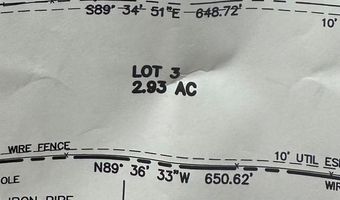 S89° 34' 51"E 648.72'
10'
LOT 3
2.93 AC
WIRE FENCE
10' UTIL ES
N89° 36' 33"W 650.62'
OLE
WIR
IRON PIPE